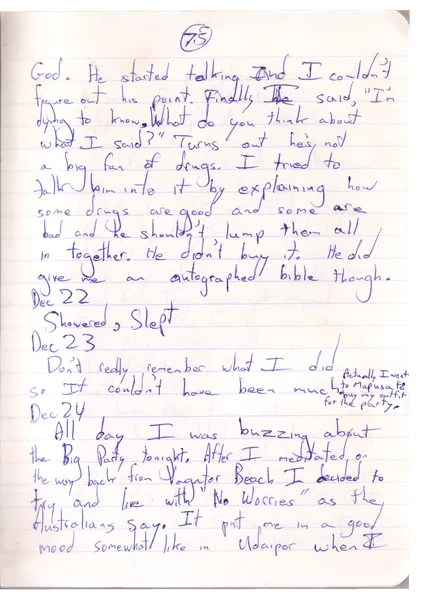 75
God. He started talking and I couldn't
figure out his point. Finally he said, "I'm
dying to know. What do you think about
what I said?" Turns out he's not
a big fan of drugs. I tried to
talk him into it by explaining how
some drugs are good and some are
bad and he shouldn't lump them all
in together. He didn't buy it. He did
give me an autographed bible though.
Dec 22
Showered, Slept
Dec 23
Don't really remember what I did
so It couldn't have been much
Actually I went
to Mapusa to
buy my outfit
for the party.
Dec 24
All day I was buzzing about
the Big Party tonight. After I meditated on
the way back from Vagator Beach I decided to
try and live with "No Worries" as the
Australians say. It put me in a good
mood somewhat like in Udaipor when I